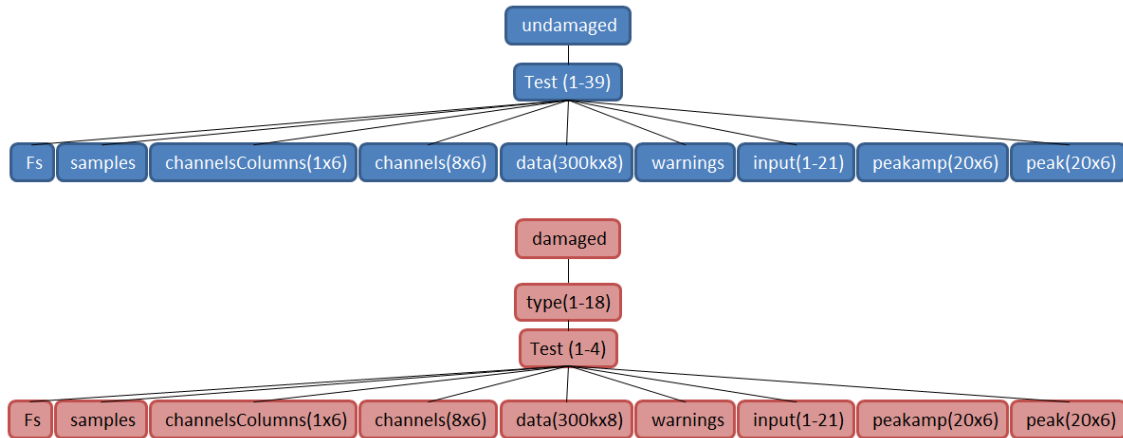 undamaged
Test (1-39)
Fs samples channelsColumns(1x6) channels(8x6) data(300kx8) warnings input(1-21) peakamp(20x6) peak(20x6)
damaged
type(1-18)
Test (1-4)
Fs samples channelsColumns(1x6) channels(8x6) data(300kx8) warnings input(1-21) peakamp(20x6) peak(20x6)